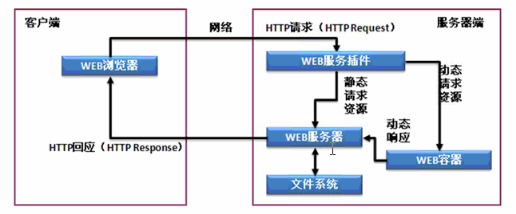 客户端
网络
HTTP请求（HTTP Request）
服务器端
WEB浏览器
WEB服务插件
静态
请求
资源
动态
请求
资源
动态
响应
WEB服务器
HTTP回应（HTTP Response）
WEB容器
文件系统